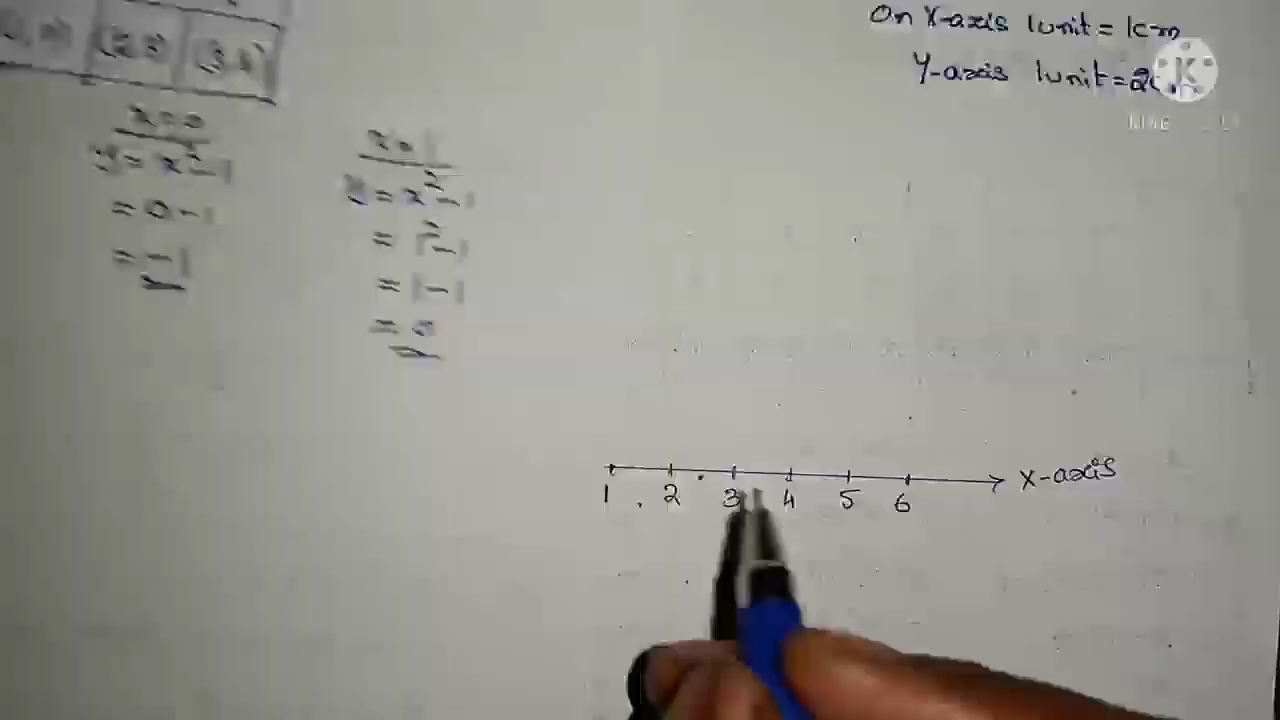 On X-axis 1unit = 1cm
Y-axis 1unit = 2cm
x=0
y = x²-1
= 0-1
= -1
x=1
y = x²-1
= 1²-1
= 1-1
= 0
X-axis
1 2 3 4 5 6